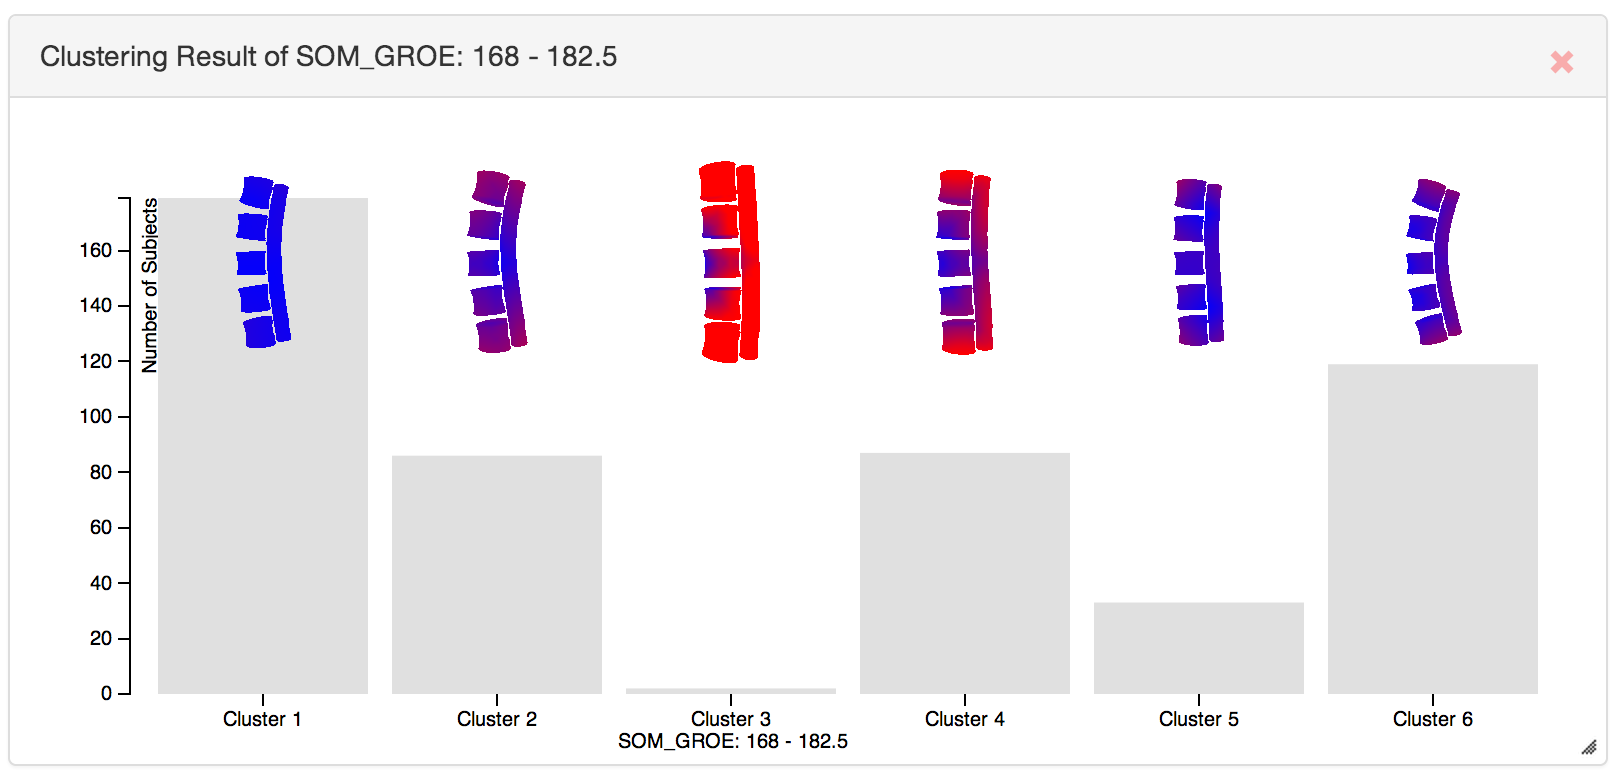 Clustering Result of SOM_GROE: 168 - 182.5
Number of Subjects
160
140
120
100
80
60
40
20
0
Cluster 1 Cluster 2 Cluster 3 Cluster 4 Cluster 5 Cluster 6
SOM_GROE: 168 - 182.5